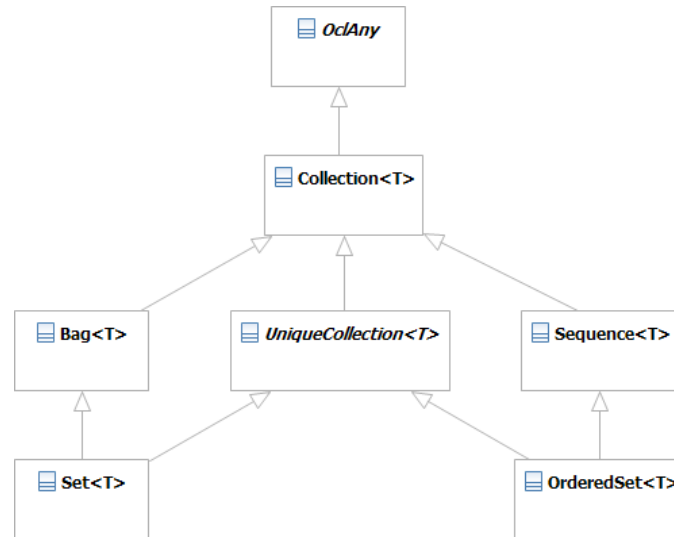 OclAny
Collection<T>
Bag<T>
UniqueCollection<T>
Sequence<T>
Set<T>
OrderedSet<T>